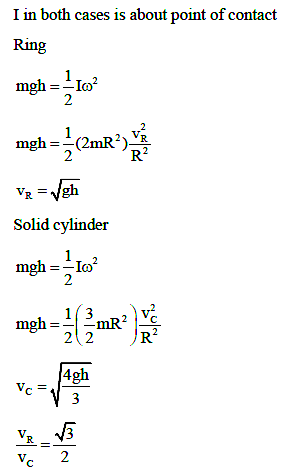 I in both cases is about point of contact
Ring
mgh = 1/2 Iω²
mgh = 1/2 (2mR²) v_R²/R²
v_R = √gh
Solid cylinder
mgh = 1/2 Iω²
mgh = 1/2 (3/2 mR²) v_C²/R²
v_C = √(4gh/3)
v_R/v_C = √3/2